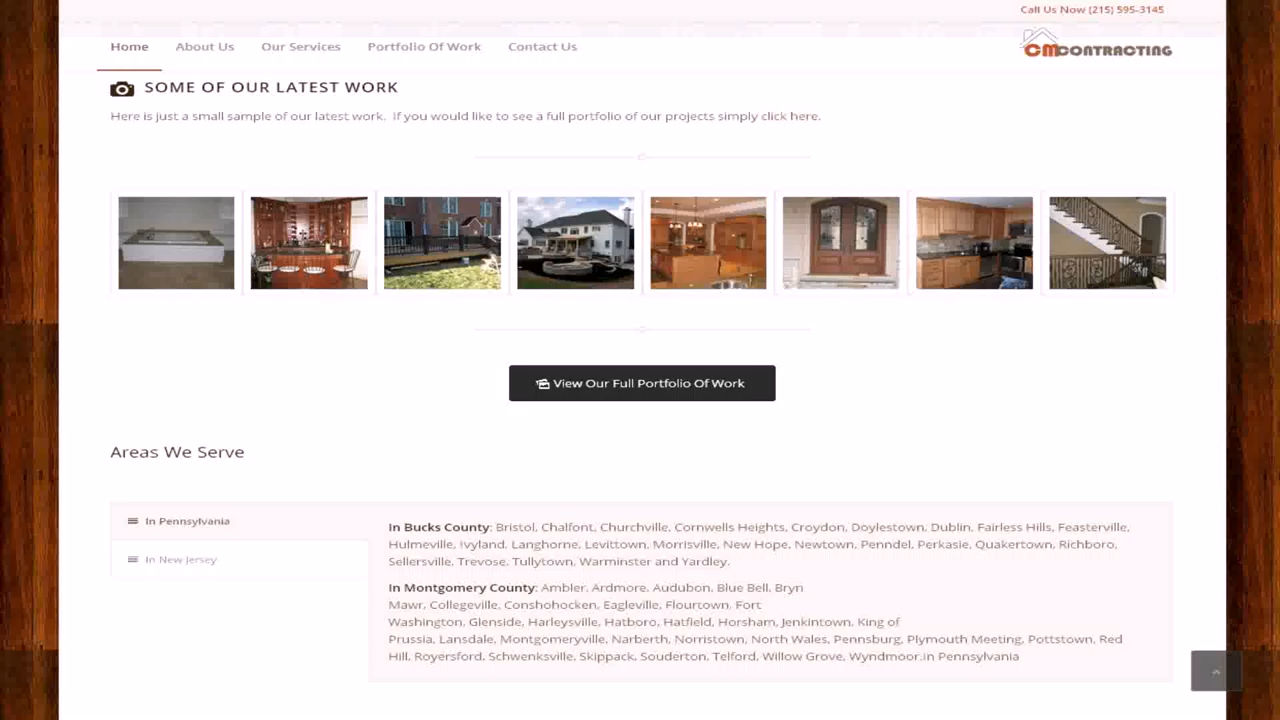 Call Us Now (215) 595-3145
Home About Us Our Services Portfolio Of Work Contact Us
CMCONTRACTING
SOME OF OUR LATEST WORK
Here is just a small sample of our latest work. If you would like to see a full portfolio of our projects simply click here.
View Our Full Portfolio Of Work
Areas We Serve
In Pennsylvania
In New Jersey
In Bucks County: Bristol, Chalfont, Churchville, Cornwells Heights, Croydon, Doylestown, Dublin, Fairless Hills, Feasterville,
Hulmeville, Ivyland, Langhorne, Levittown, Morrisville, New Hope, Newtown, Penndel, Perkasie, Quakertown, Richboro,
Sellersville, Trevose, Tullytown, Warminster and Yardley.
In Montgomery County: Ambler, Ardmore, Audubon, Blue Bell, Bryn
Mawr, Collegeville, Conshohocken, Eagleville, Flourtown, Fort
Washington, Glenside, Harleysville, Hatboro, Hatfield, Horsham, Jenkintown, King of
Prussia, Lansdale, Montgomeryville, Narberth, Norristown, North Wales, Pennsburg, Plymouth Meeting, Pottstown, Red
Hill, Royersford, Schwenksville, Skippack, Souderton, Telford, Willow Grove, Wyndmoor.in Pennsylvania